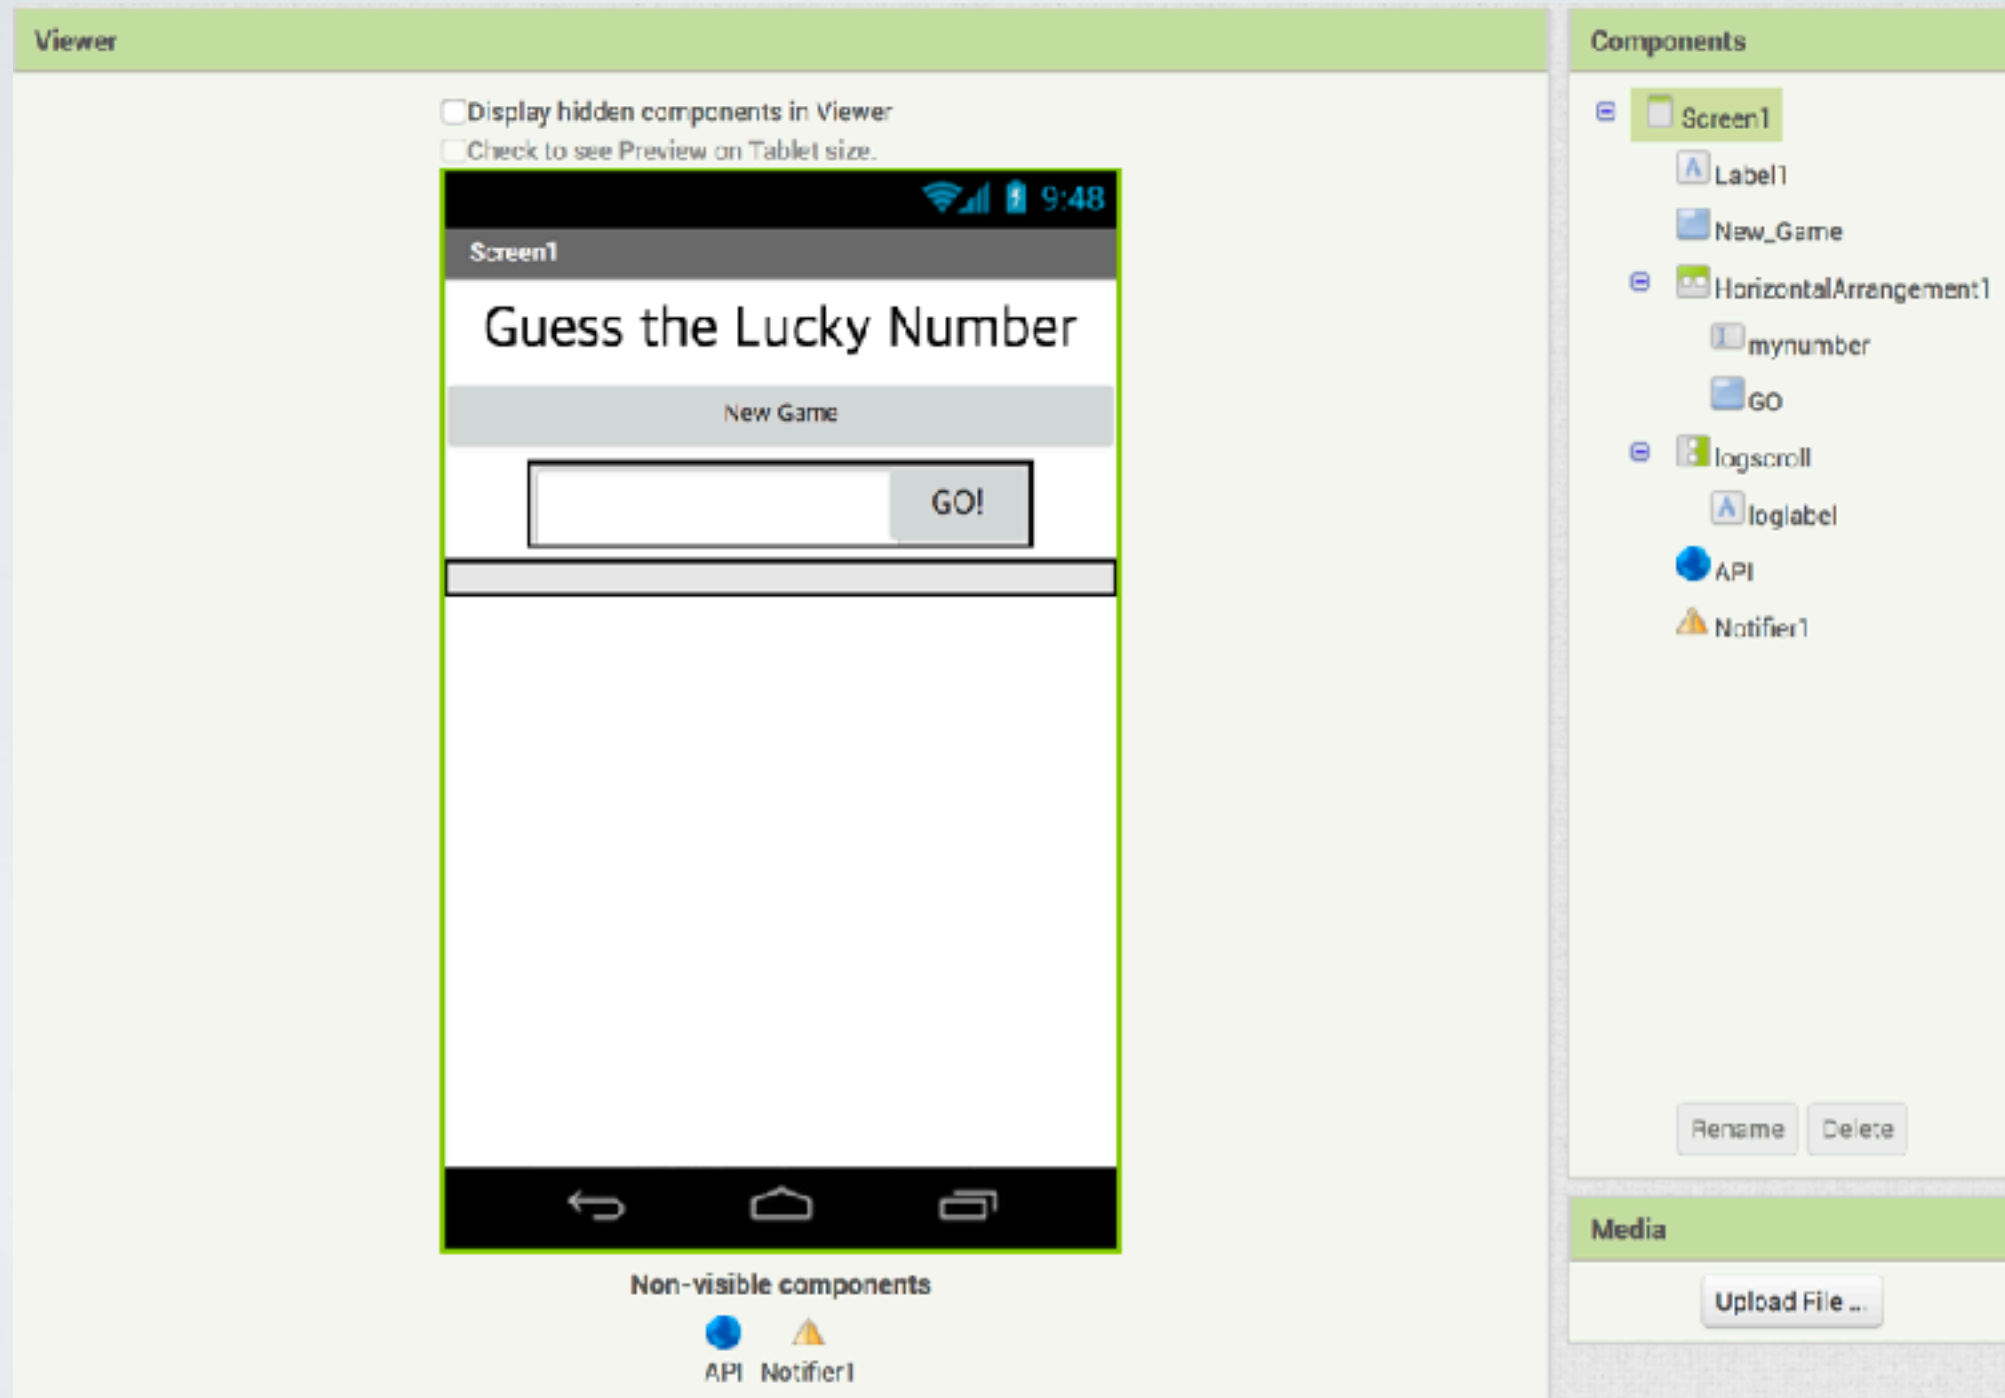 Viewer
Display hidden components in Viewer
Check to see Preview on Tablet size.
9:48
Screen1
Guess the Lucky Number
New Game
GO!
Non-visible components
API Notifier1
Components
Screen1
A Label1
New_Game
HorizontalArrangement1
mynumber
GO
logscroll
A loglabel
API
Notifier1
Rename Delete
Media
Upload File ...